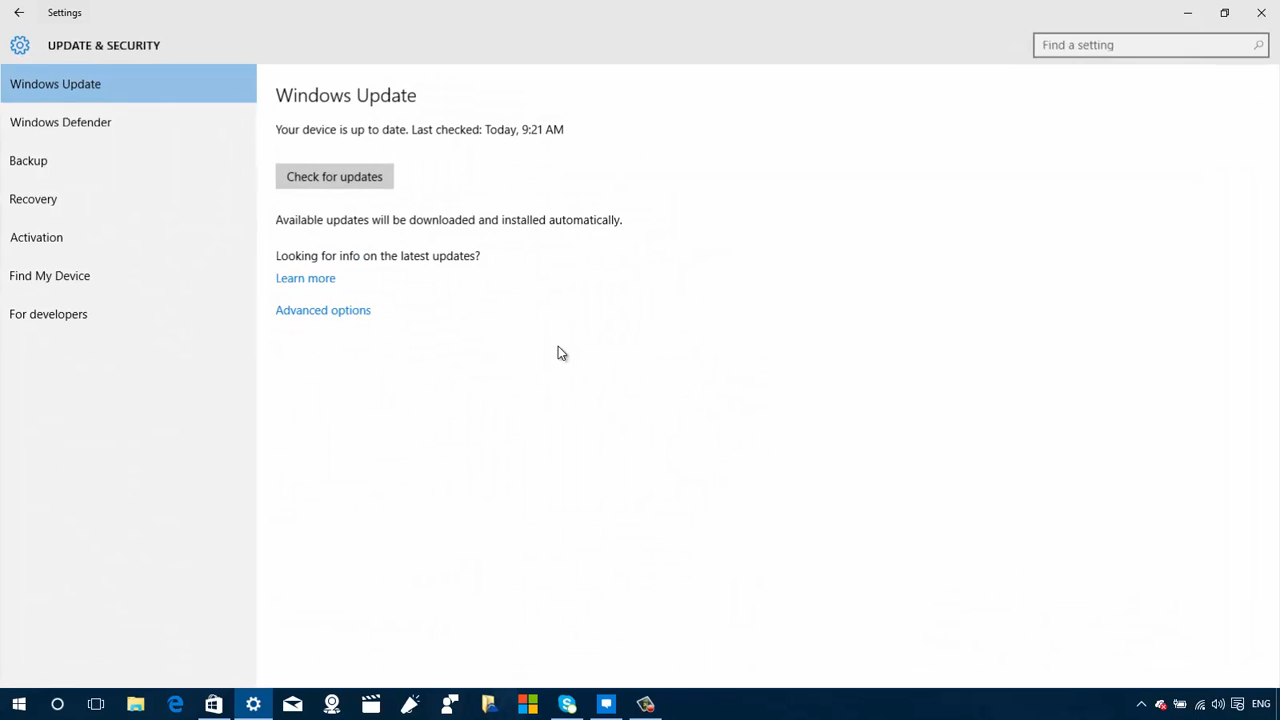 Settings
UPDATE & SECURITY
Find a setting
Windows Update
Windows Defender
Backup
Recovery
Activation
Find My Device
For developers
Windows Update
Your device is up to date. Last checked: Today, 9:21 AM
Check for updates
Available updates will be downloaded and installed automatically.
Looking for info on the latest updates?
Learn more
Advanced options
ENG